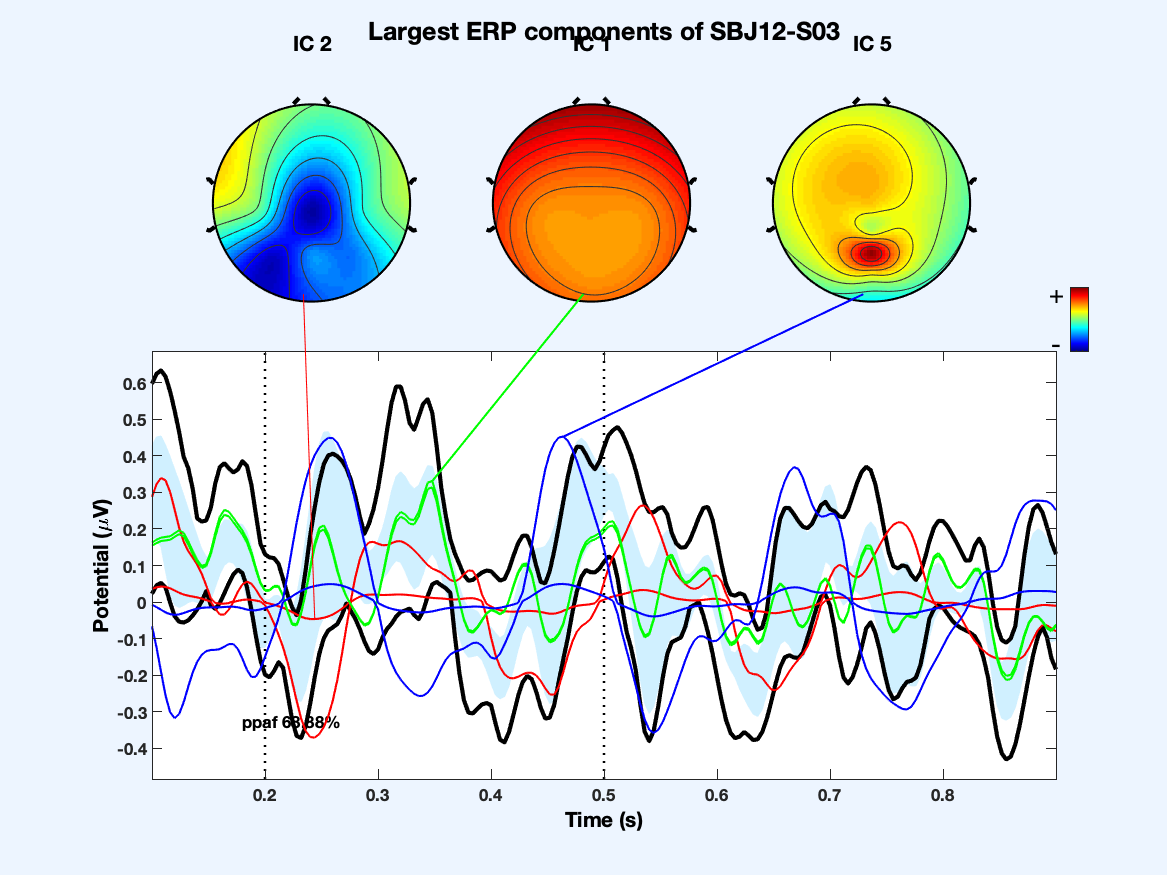 Largest ERP components of SBJ12-S03
IC 2
IC 1
IC 5
+
-
0.6
0.5
0.4
0.3
0.2
0.1
0
-0.1
-0.2
-0.3
-0.4
Potential (μV)
ppaf 68.88%
0.2
0.3
0.4
0.5
0.6
0.7
0.8
Time (s)